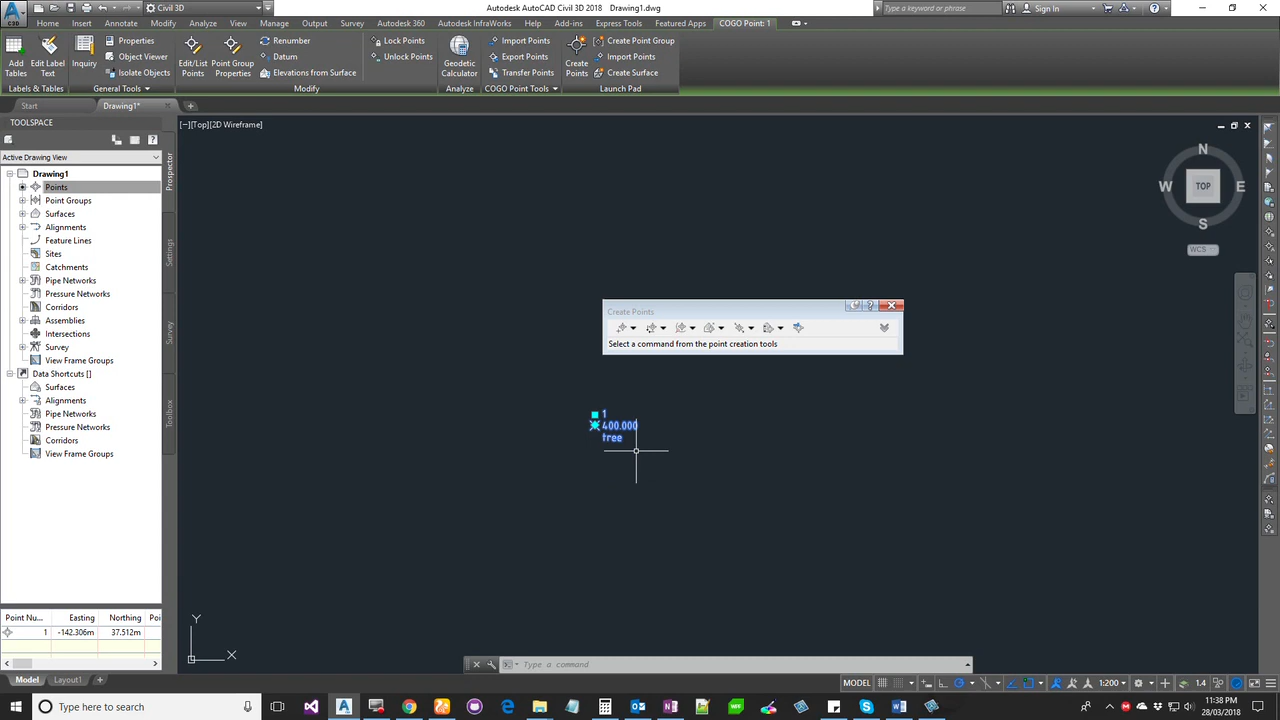 C3D
Civil 3D
Autodesk AutoCAD Civil 3D 2018 Drawing1.dwg
Type a keyword or phrase
Sign In
Home
Insert
Annotate
Modify
Analyze
View
Manage
Output
Survey
Autodesk 360
Autodesk InfraWorks
Help
Add-ins
Express Tools
Featured Apps
COGO Point: 1
Add Tables
Edit Label Text
Inquiry
Properties
Object Viewer
Isolate Objects
Edit/List Points
Point Group Properties
Renumber
Datum
Elevations from Surface
Lock Points
Unlock Points
Geodetic Calculator
Import Points
Export Points
Transfer Points
Create Points
Create Point Group
Import Points
Create Surface
Labels & Tables
General Tools
Modify
Analyze
COGO Point Tools
Launch Pad
Start
Drawing1*
TOOLSPACE
Active Drawing View
Drawing1
Points
Point Groups
Surfaces
Alignments
Feature Lines
Sites
Catchments
Pipe Networks
Pressure Networks
Corridors
Assemblies
Intersections
Survey
View Frame Groups
Data Shortcuts []
Surfaces
Alignments
Pipe Networks
Pressure Networks
Corridors
View Frame Groups
Prospector
Settings
Survey
Toolbox
Point Nu... Easting Northing Poi
1 -142.306m 37.512m
[−][Top][2D Wireframe]
N
W TOP E
S
WCS
Create Points
Select a command from the point creation tools
1
400.000
tree
Y
X
Type a command
Model
Layout1
MODEL
1:200
1.4
Type here to search
11:38 PM
28/03/2018